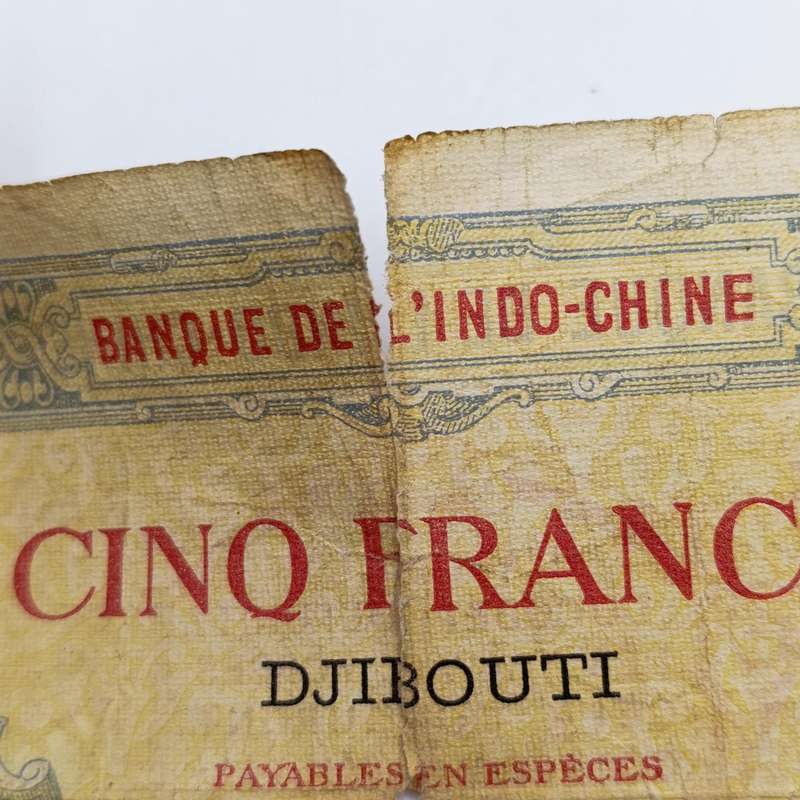 BANQUE DE L'INDO-CHINE
CINQ FRANC
DJIBOUTI
PAYABLES EN ESPÈCES